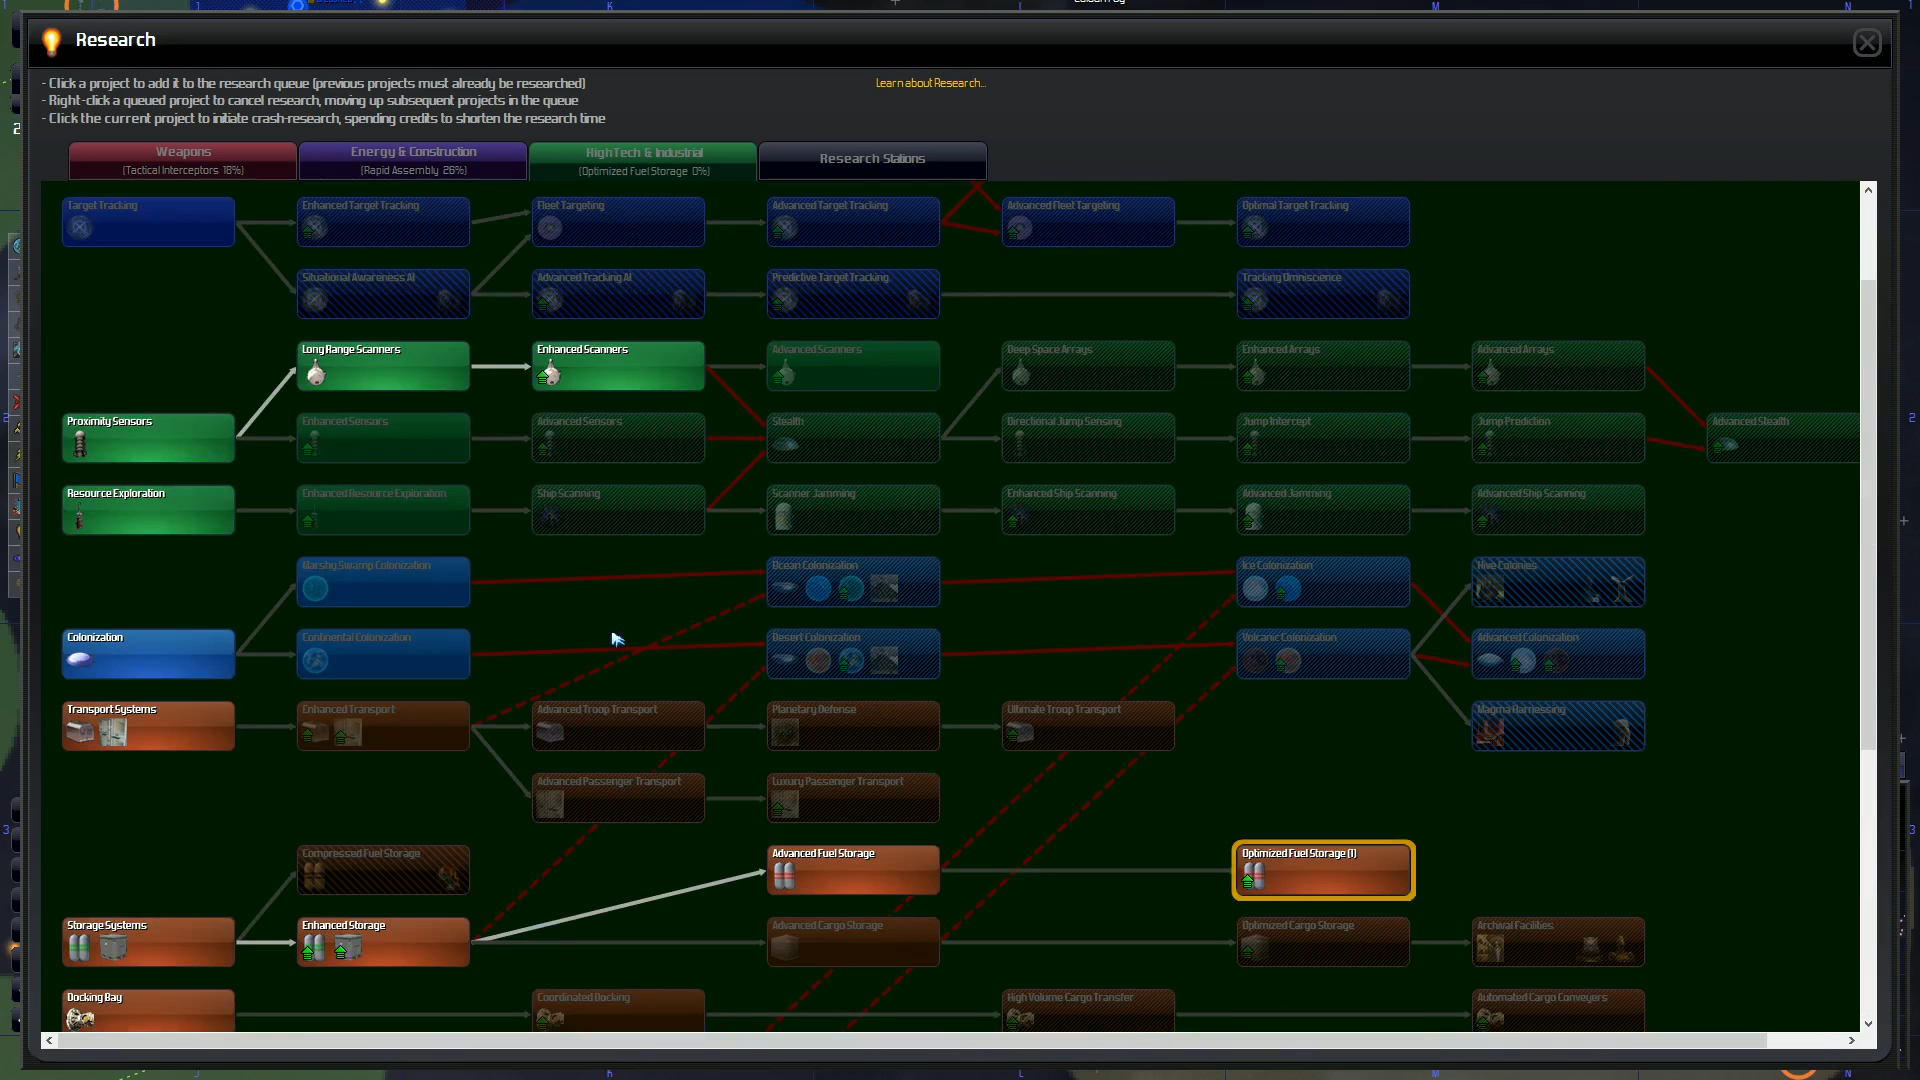 J
K
L
M
N
1
1
Research
- Click a project to add it to the research queue (previous projects must already be researched)
Learn about Research...
- Right-click a queued project to cancel research, moving up subsequent projects in the queue
- Click the current project to initiate crash-research, spending credits to shorten the research time
2
Weapons
(Tactical Interceptors 18%)
Energy & Construction
(Rapid Assembly 26%)
HighTech & Industrial
(Optimized Fuel Storage 0%)
Research Stations
Target Tracking
Enhanced Target Tracking
Fleet Targeting
Advanced Target Tracking
Advanced Fleet Targeting
Optimal Target Tracking
Situational Awareness AI
Advanced Tracking AI
Predictive Target Tracking
Tracking Omniscience
Long Range Scanners
Enhanced Scanners
Advanced Scanners
Deep Space Arrays
Enhanced Arrays
Advanced Arrays
2
2
Proximity Sensors
Enhanced Sensors
Advanced Sensors
Stealth
Directional Jump Sensing
Jump Intercept
Jump Prediction
Advanced Stealth
Resource Exploration
Enhanced Resource Exploration
Ship Scanning
Scanner Jamming
Enhanced Ship Scanning
Advanced Jamming
Advanced Ship Scanning
Marshy Swamp Colonization
Ocean Colonization
Ice Colonization
Hive Colonies
Colonization
Continental Colonization
Desert Colonization
Volcanic Colonization
Advanced Colonization
Transport Systems
Enhanced Transport
Advanced Troop Transport
Planetary Defense
Ultimate Troop Transport
Magma Harnessing
Advanced Passenger Transport
Luxury Passenger Transport
3
3
Compressed Fuel Storage
Advanced Fuel Storage
Optimized Fuel Storage (1)
Storage Systems
Enhanced Storage
Advanced Cargo Storage
Optimized Cargo Storage
Archival Facilities
Docking Bay
Coordinated Docking
High Volume Cargo Transfer
Automated Cargo Conveyers
J
K
L
M
N